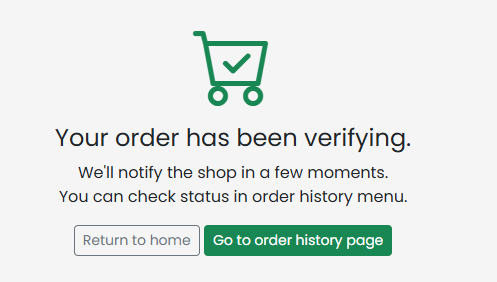 Your order has been verifying.
We'll notify the shop in a few moments.
You can check status in order history menu.
Return to home
Go to order history page